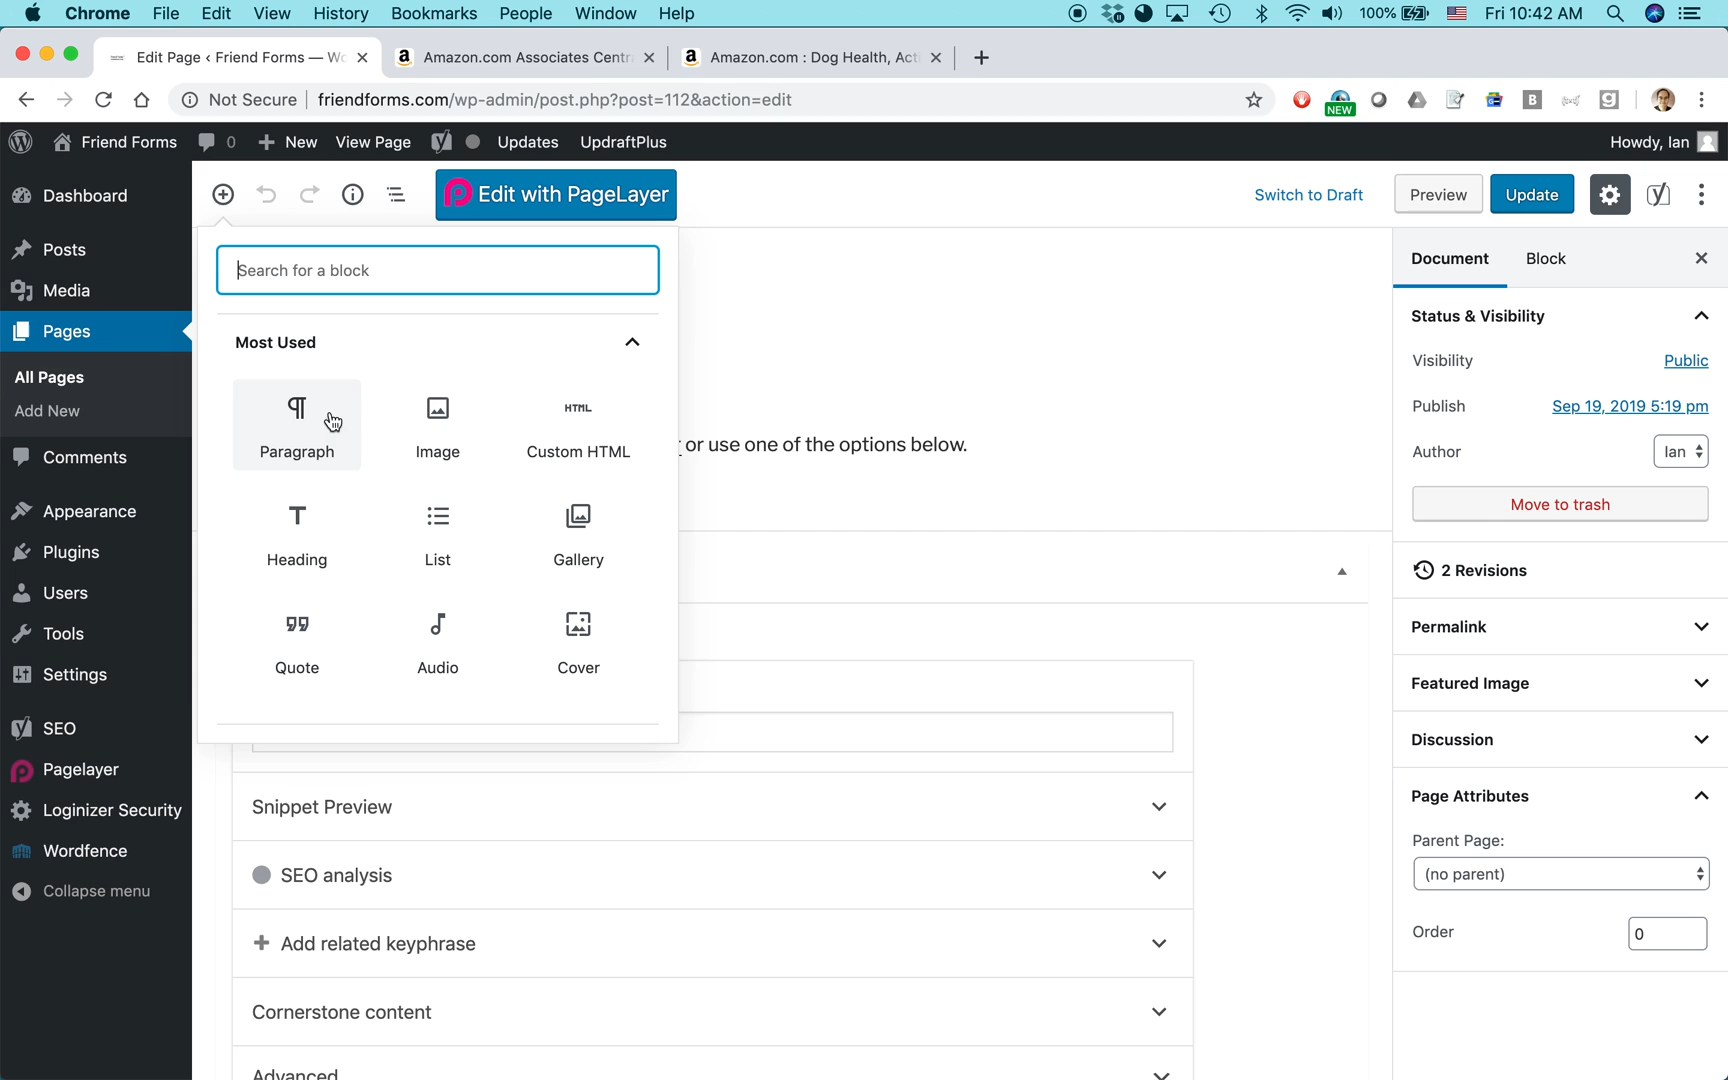 Chrome File Edit View History Bookmarks People Window Help 100% Fri 10:42 AM
Edit Page ‹ Friend Forms — Wo Amazon.com Associates Centr Amazon.com : Dog Health, Acti
Not Secure friendforms.com/wp-admin/post.php?post=112&action=edit
NEW
Friend Forms 0 New View Page Updates UpdraftPlus Howdy, Ian
Dashboard
Posts
Media
Pages
All Pages
Add New
Comments
Appearance
Plugins
Users
Tools
Settings
SEO
Pagelayer
Loginizer Security
Wordfence
Collapse menu
Edit with PageLayer
Switch to Draft Preview Update
Search for a block
Most Used
Paragraph Image HTML Custom HTML
Heading List Gallery
Quote Audio Cover
or use one of the options below.
Snippet Preview
SEO analysis
Add related keyphrase
Cornerstone content
Advanced
Document Block
Status & Visibility
Visibility Public
Publish Sep 19, 2019 5:19 pm
Author Ian
Move to trash
2 Revisions
Permalink
Featured Image
Discussion
Page Attributes
Parent Page:
(no parent)
Order 0